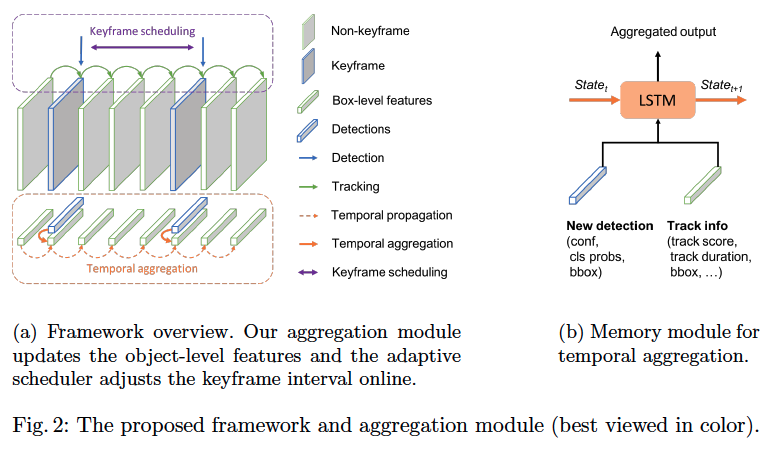 Keyframe scheduling
Temporal aggregation
Non-keyframe
Keyframe
Box-level features
Detections
Detection
Tracking
Temporal propagation
Temporal aggregation
Keyframe scheduling
Aggregated output
State_t
LSTM
State_{t+1}
New detection
(conf,
cls probs,
bbox)
Track info
(track score,
track duration,
bbox, …)
(a) Framework overview. Our aggregation module
updates the object-level features and the adaptive
scheduler adjusts the keyframe interval online.
(b) Memory module for
temporal aggregation.
Fig. 2: The proposed framework and aggregation module (best viewed in color).